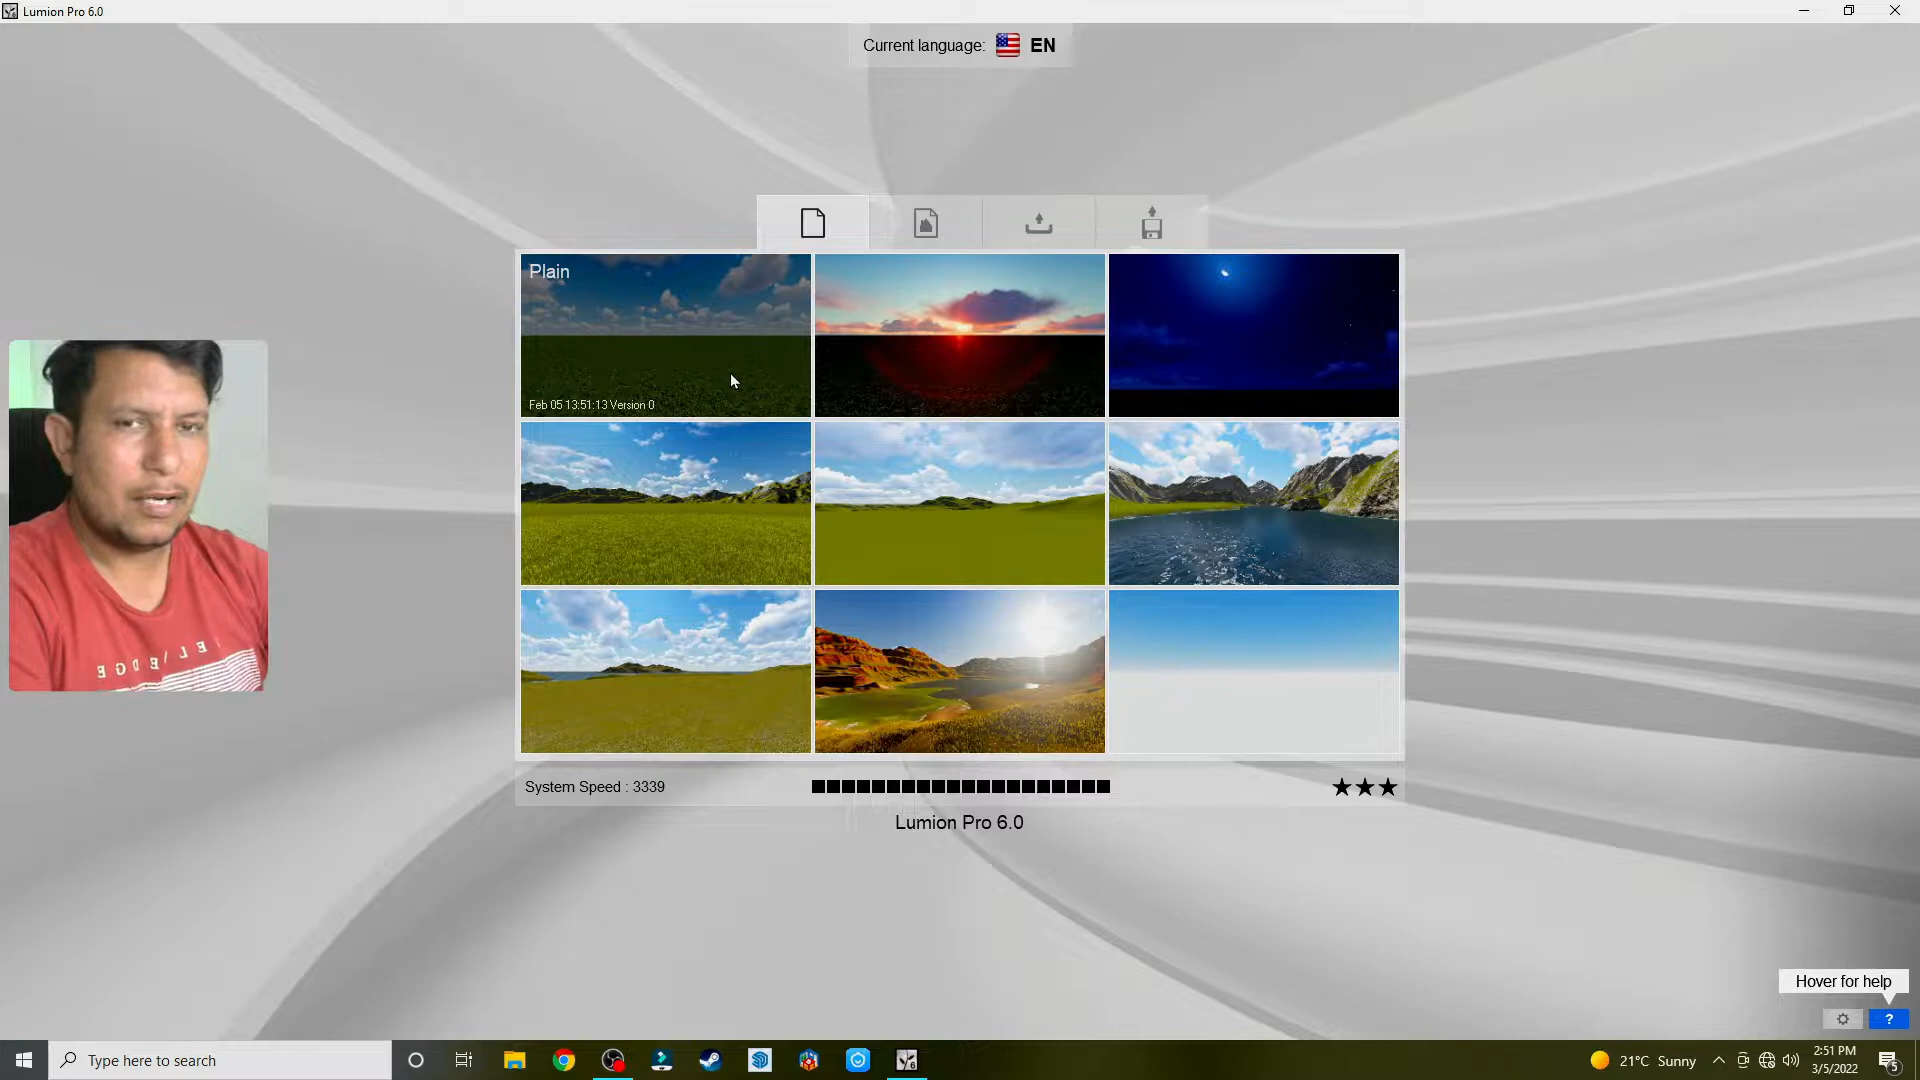 Lumion Pro 6.0
Current language: EN
Plain
Feb 05 13:51:13 Version 0
System Speed : 3339
★★★
Lumion Pro 6.0
Hover for help
?
Type here to search
21°C Sunny
2:51 PM
3/5/2022
5